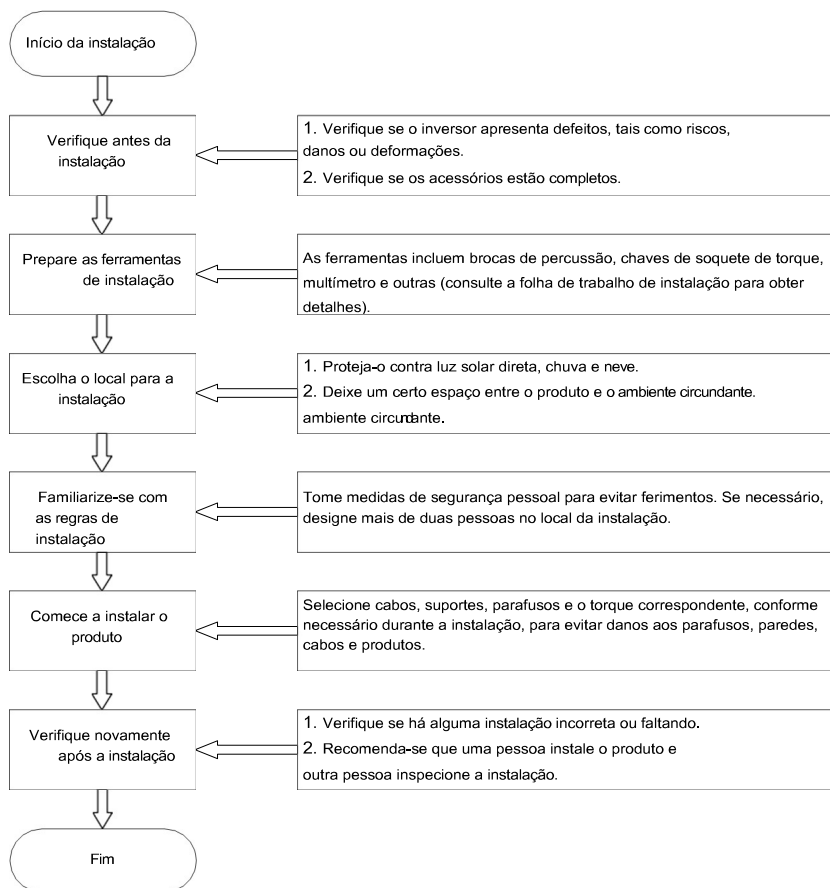 Início da instalação
Verifique antes da
instalação
1. Verifique se o inversor apresenta defeitos, tais como riscos,
danos ou deformações.
2. Verifique se os acessórios estão completos.
Prepare as ferramentas
de instalação
As ferramentas incluem brocas de percussão, chaves de soquete de torque,
multímetro e outras (consulte a folha de trabalho de instalação para obter
detalhes).
Escolha o local para a
instalação
1. Proteja-o contra luz solar direta, chuva e neve.
2. Deixe um certo espaço entre o produto e o ambiente circundante.
ambiente circundante.
Familiarize-se com
as regras de
instalação
Tome medidas de segurança pessoal para evitar ferimentos. Se necessário,
designe mais de duas pessoas no local da instalação.
Comece a instalar o
produto
Selecione cabos, suportes, parafusos e o torque correspondente, conforme
necessário durante a instalação, para evitar danos aos parafusos, paredes,
cabos e produtos.
Verifique novamente
após a instalação
1. Verifique se há alguma instalação incorreta ou faltando.
2. Recomenda-se que uma pessoa instale o produto e
outra pessoa inspecione a instalação.
Fim